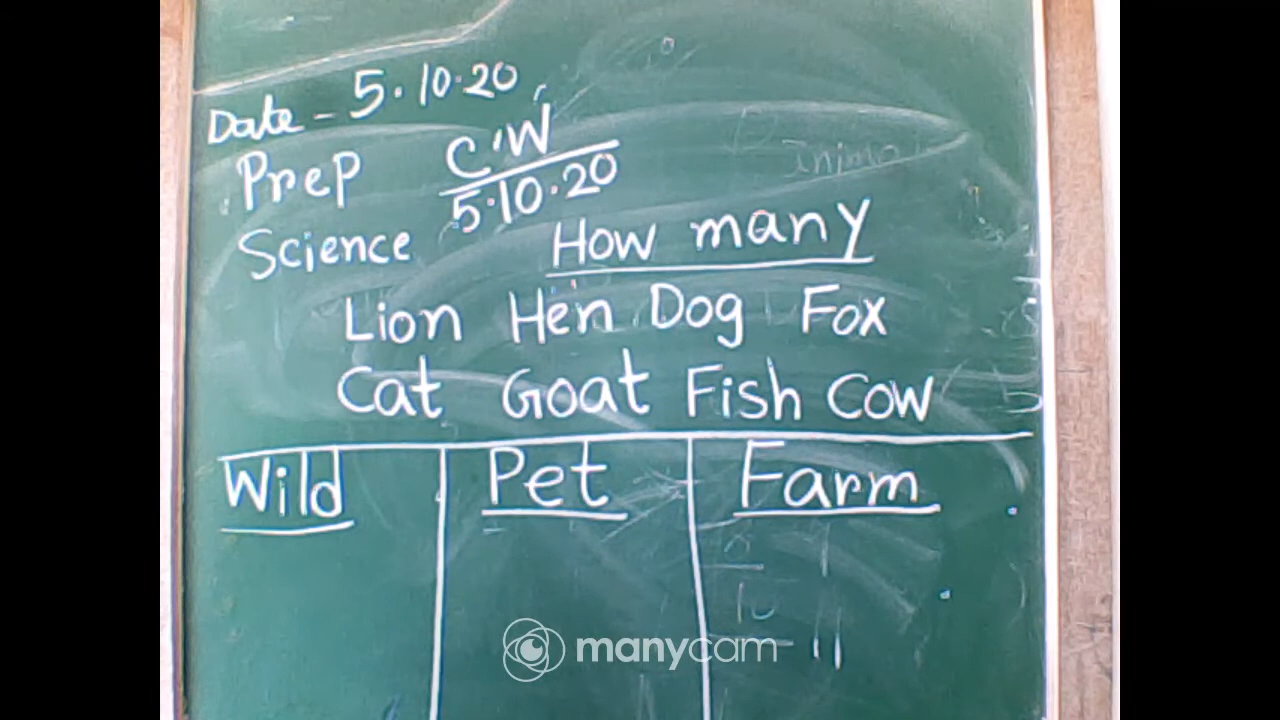 Date - 5.10.20
Prep C'W
5.10.20
Science How many
Lion Hen Dog Fox
Cat Goat Fish Cow
Wild Pet Farm
manycam